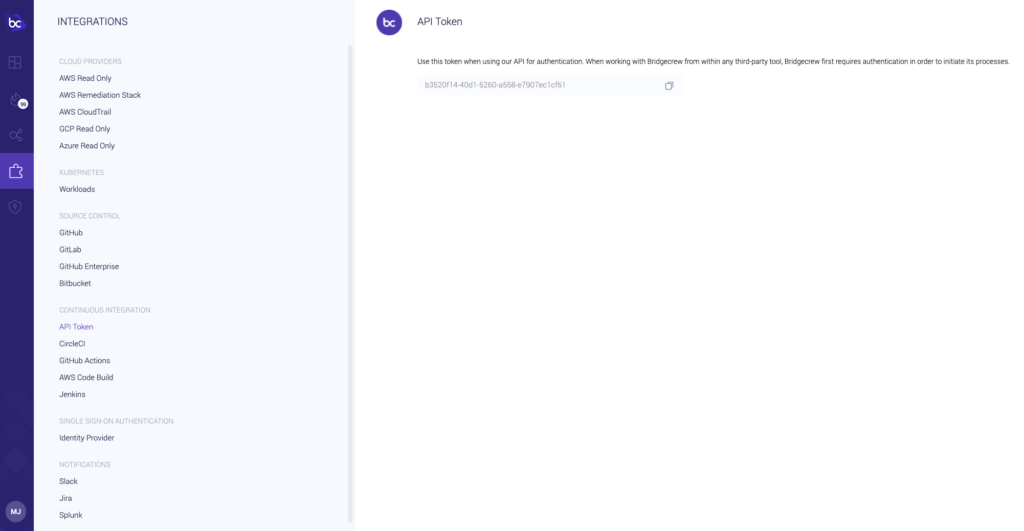 bc
INTEGRATIONS
bc
API Token
CLOUD PROVIDERS
Use this token when using our API for authentication. When working with Bridgecrew from within any third-party tool, Bridgecrew first requires authentication in order to initiate its processes.
AWS Read Only
b3520f14-40d1-5260-a558-e7907ec1cf61
AWS Remediation Stack
99
AWS CloudTrail
GCP Read Only
Azure Read Only
KUBERNETES
Workloads
SOURCE CONTROL
GitHub
GitLab
GitHub Enterprise
Bitbucket
CONTINUOUS INTEGRATION
API Token
CircleCI
GitHub Actions
AWS Code Build
Jenkins
SINGLE SIGN-ON AUTHENTICATION
Identity Provider
NOTIFICATIONS
Slack
Jira
Splunk
MJ